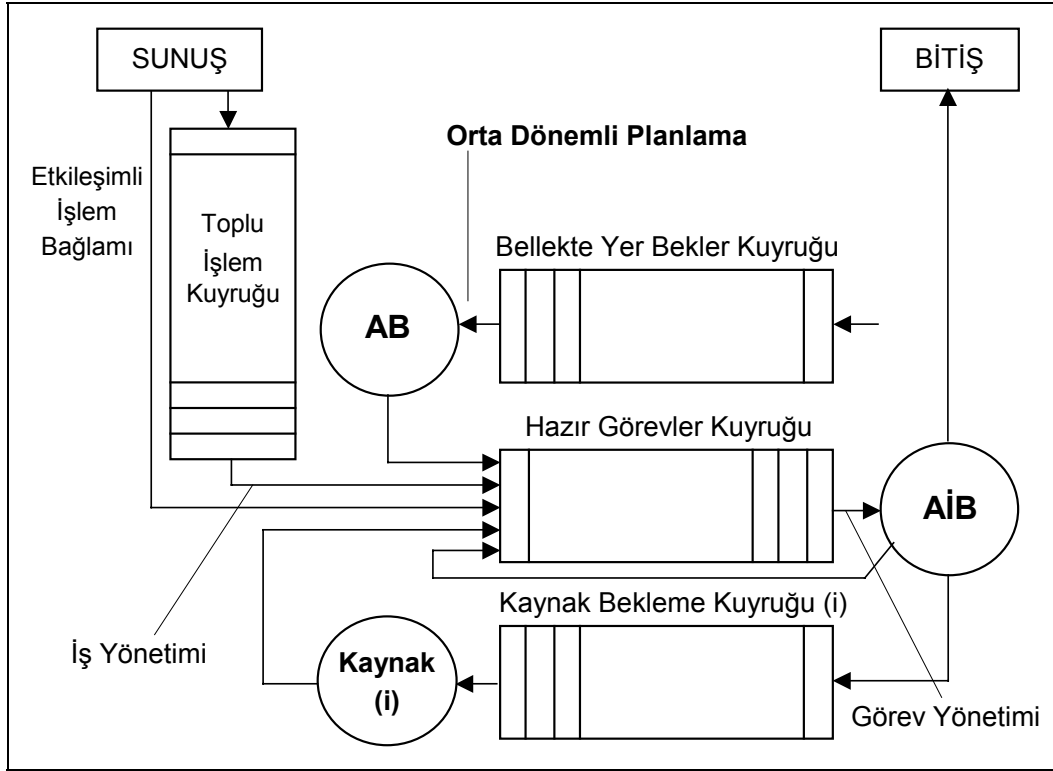 SUNUŞ
BİTİŞ
Orta Dönemli Planlama
Etkileşimli
İşlem
Bağlamı
Toplu
İşlem
Kuyruğu
Bellekte Yer Bekler Kuyruğu
AB
Hazır Görevler Kuyruğu
AİB
Kaynak Bekleme Kuyruğu (i)
İş Yönetimi
Kaynak
(i)
Görev Yönetimi